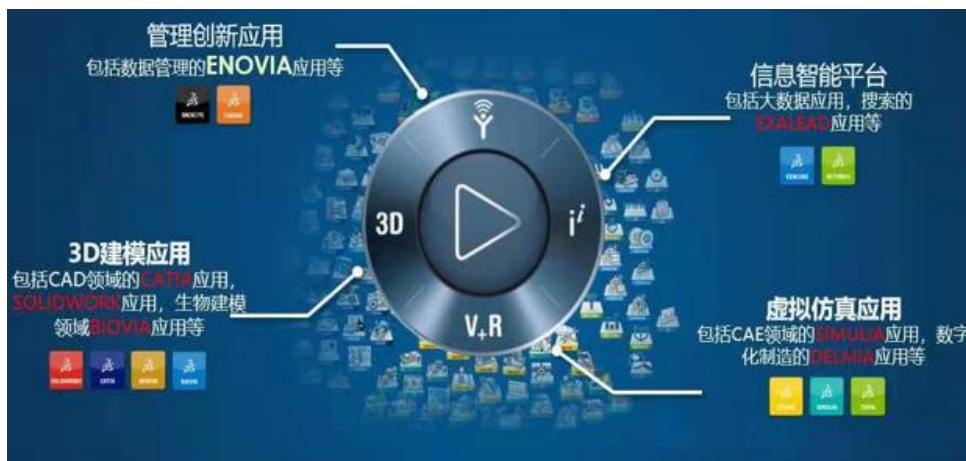 管理创新应用
包括数据管理的ENOVIA应用等
信息智能平台
包括大数据应用，搜索的
EXALEAD应用等
EXALEAD
3D
i i
V+R
3D建模应用
包括CAD领域的CATIA应用，
SOLIDWORK应用，生物建模
领域BIOVIA应用等
SOLIDWORKS
CATIA
BIOVIA
虚拟仿真应用
包括CAE领域的SIMULIA应用，数字
化制造的DELMIA应用等
SIMULIA